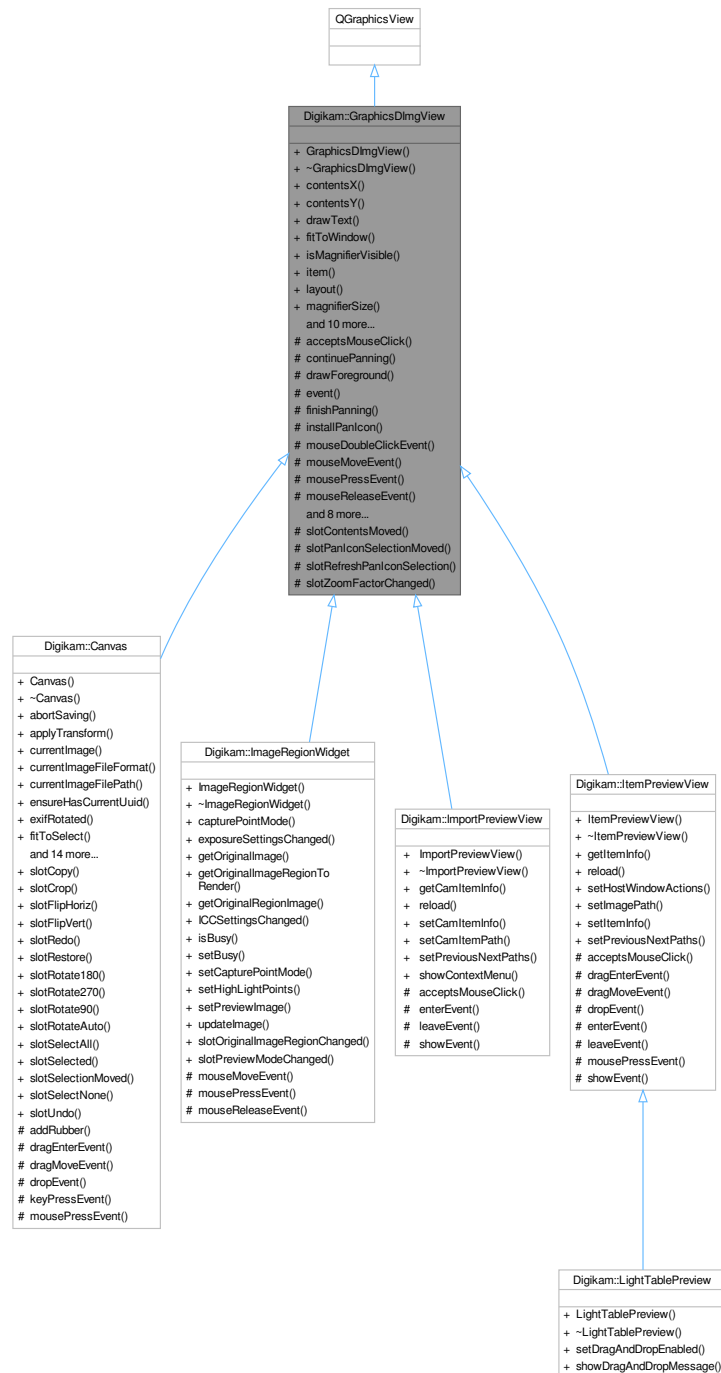 QGraphicsView
Digikam::GraphicsDImgView
+ GraphicsDImgView()
+ ~GraphicsDImgView()
+ contentsX()
+ contentsY()
+ drawText()
+ fitToWindow()
+ isMagnifierVisible()
+ item()
+ layout()
+ magnifierSize()
and 10 more...
# acceptsMouseClick()
# continuePanning()
# drawForeground()
# event()
# finishPanning()
# installPanIcon()
# mouseDoubleClickEvent()
# mouseMoveEvent()
# mousePressEvent()
# mouseReleaseEvent()
and 8 more...
# slotContentsMoved()
# slotPanIconSelectionMoved()
# slotRefreshPanIconSelection()
# slotZoomFactorChanged()
Digikam::Canvas
+ Canvas()
+ ~Canvas()
+ abortSaving()
+ applyTransform()
+ currentImage()
+ currentImageFileFormat()
+ currentImageFilePath()
+ ensureHasCurrentUuid()
+ exifRotated()
+ fitToSelect()
and 14 more...
+ slotCopy()
+ slotCrop()
+ slotFlipHoriz()
+ slotFlipVert()
+ slotRedo()
+ slotRestore()
+ slotRotate180()
+ slotRotate270()
+ slotRotate90()
+ slotRotateAuto()
+ slotSelectAll()
+ slotSelected()
+ slotSelectionMoved()
+ slotSelectNone()
+ slotUndo()
# addRubber()
# dragEnterEvent()
# dragMoveEvent()
# dropEvent()
# keyPressEvent()
# mousePressEvent()
Digikam::ImageRegionWidget
+ ImageRegionWidget()
+ ~ImageRegionWidget()
+ capturePointMode()
+ exposureSettingsChanged()
+ getOriginalImage()
+ getOriginalImageRegionTo
Render()
+ getOriginalRegionImage()
+ ICCSettingsChanged()
+ isBusy()
+ setBusy()
+ setCapturePointMode()
+ setHighLightPoints()
+ setPreviewImage()
+ updateImage()
+ slotOriginalImageRegionChanged()
+ slotPreviewModeChanged()
# mouseMoveEvent()
# mousePressEvent()
# mouseReleaseEvent()
Digikam::ImportPreviewView
+ ImportPreviewView()
+ ~ImportPreviewView()
+ getCamItemInfo()
+ reload()
+ setCamItemInfo()
+ setCamItemPath()
+ setPreviousNextPaths()
+ showContextMenu()
# acceptsMouseClick()
# enterEvent()
# leaveEvent()
# showEvent()
Digikam::ItemPreviewView
+ ItemPreviewView()
+ ~ItemPreviewView()
+ getItemInfo()
+ reload()
+ setHostWindowActions()
+ setImagePath()
+ setItemInfo()
+ setPreviousNextPaths()
# acceptsMouseClick()
# dragEnterEvent()
# dragMoveEvent()
# dropEvent()
# enterEvent()
# leaveEvent()
# mousePressEvent()
# showEvent()
Digikam::LightTablePreview
+ LightTablePreview()
+ ~LightTablePreview()
+ setDragAndDropEnabled()
+ showDragAndDropMessage()